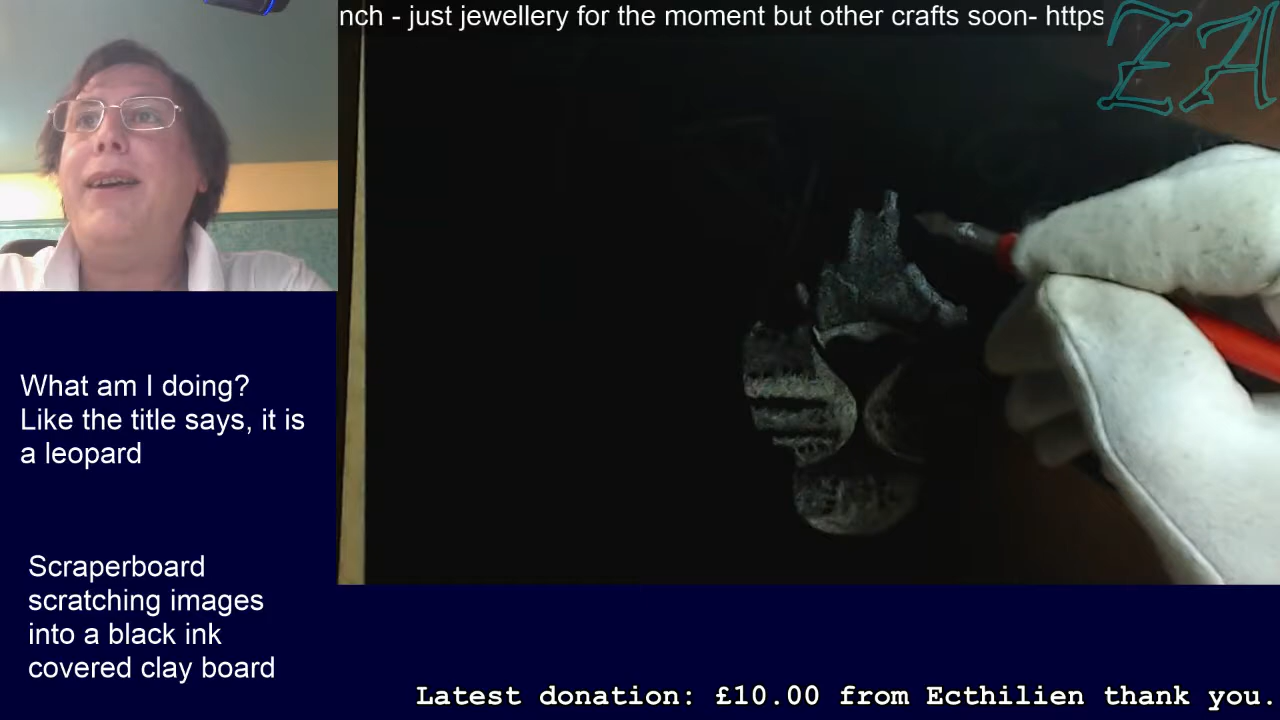 nch - just jewellery for the moment but other crafts soon- https
ZA
What am I doing?
Like the title says, it is
a leopard
Scraperboard
scratching images
into a black ink
covered clay board
Latest donation: £10.00 from Ecthilien thank you.